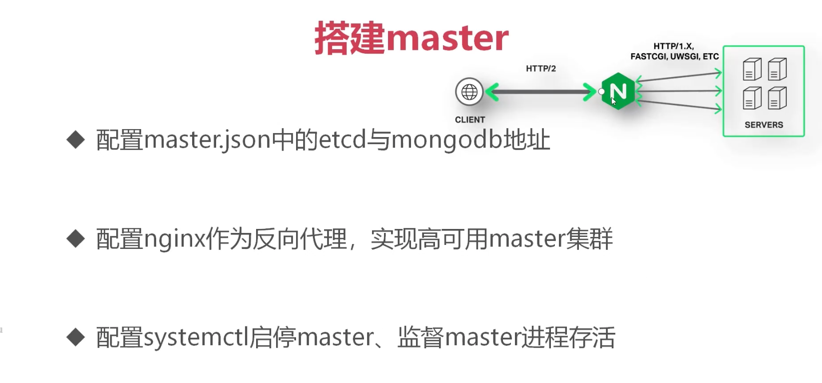 搭建master
HTTP/1.X,
FASTCGI, UWSGI, ETC
HTTP/2
N
CLIENT
SERVERS
◆ 配置master.json中的etcd与mongodb地址
◆ 配置nginx作为反向代理，实现高可用master集群
◆ 配置systemctl启停master、监督master进程存活